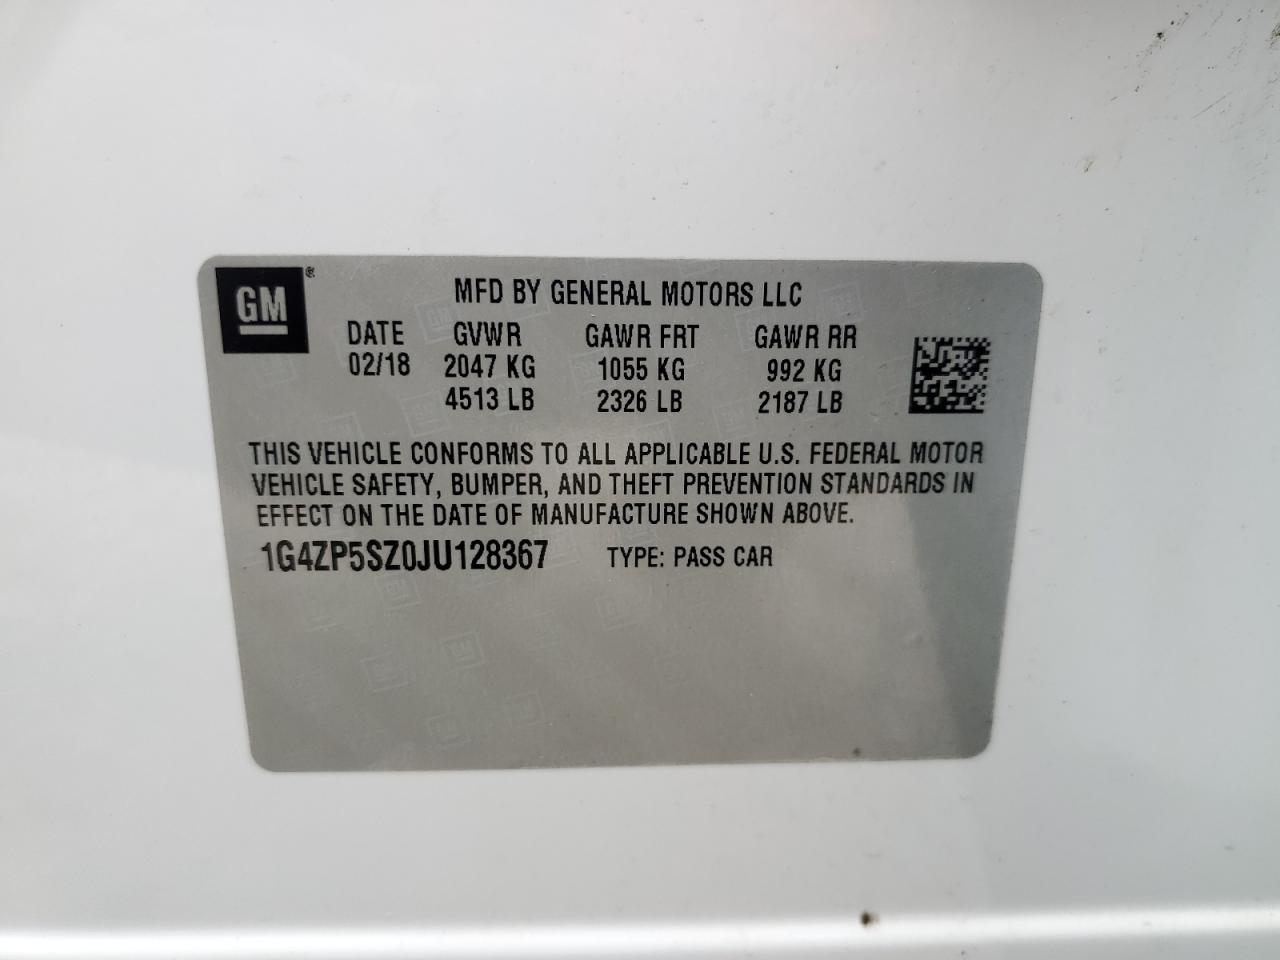 GM®
MFD BY GENERAL MOTORS LLC
DATE GVWR GAWR FRT GAWR RR
02/18 2047 KG 1055 KG 992 KG
4513 LB 2326 LB 2187 LB
THIS VEHICLE CONFORMS TO ALL APPLICABLE U.S. FEDERAL MOTOR
VEHICLE SAFETY, BUMPER, AND THEFT PREVENTION STANDARDS IN
EFFECT ON THE DATE OF MANUFACTURE SHOWN ABOVE.
1G4ZP5SZ0JU128367 TYPE: PASS CAR